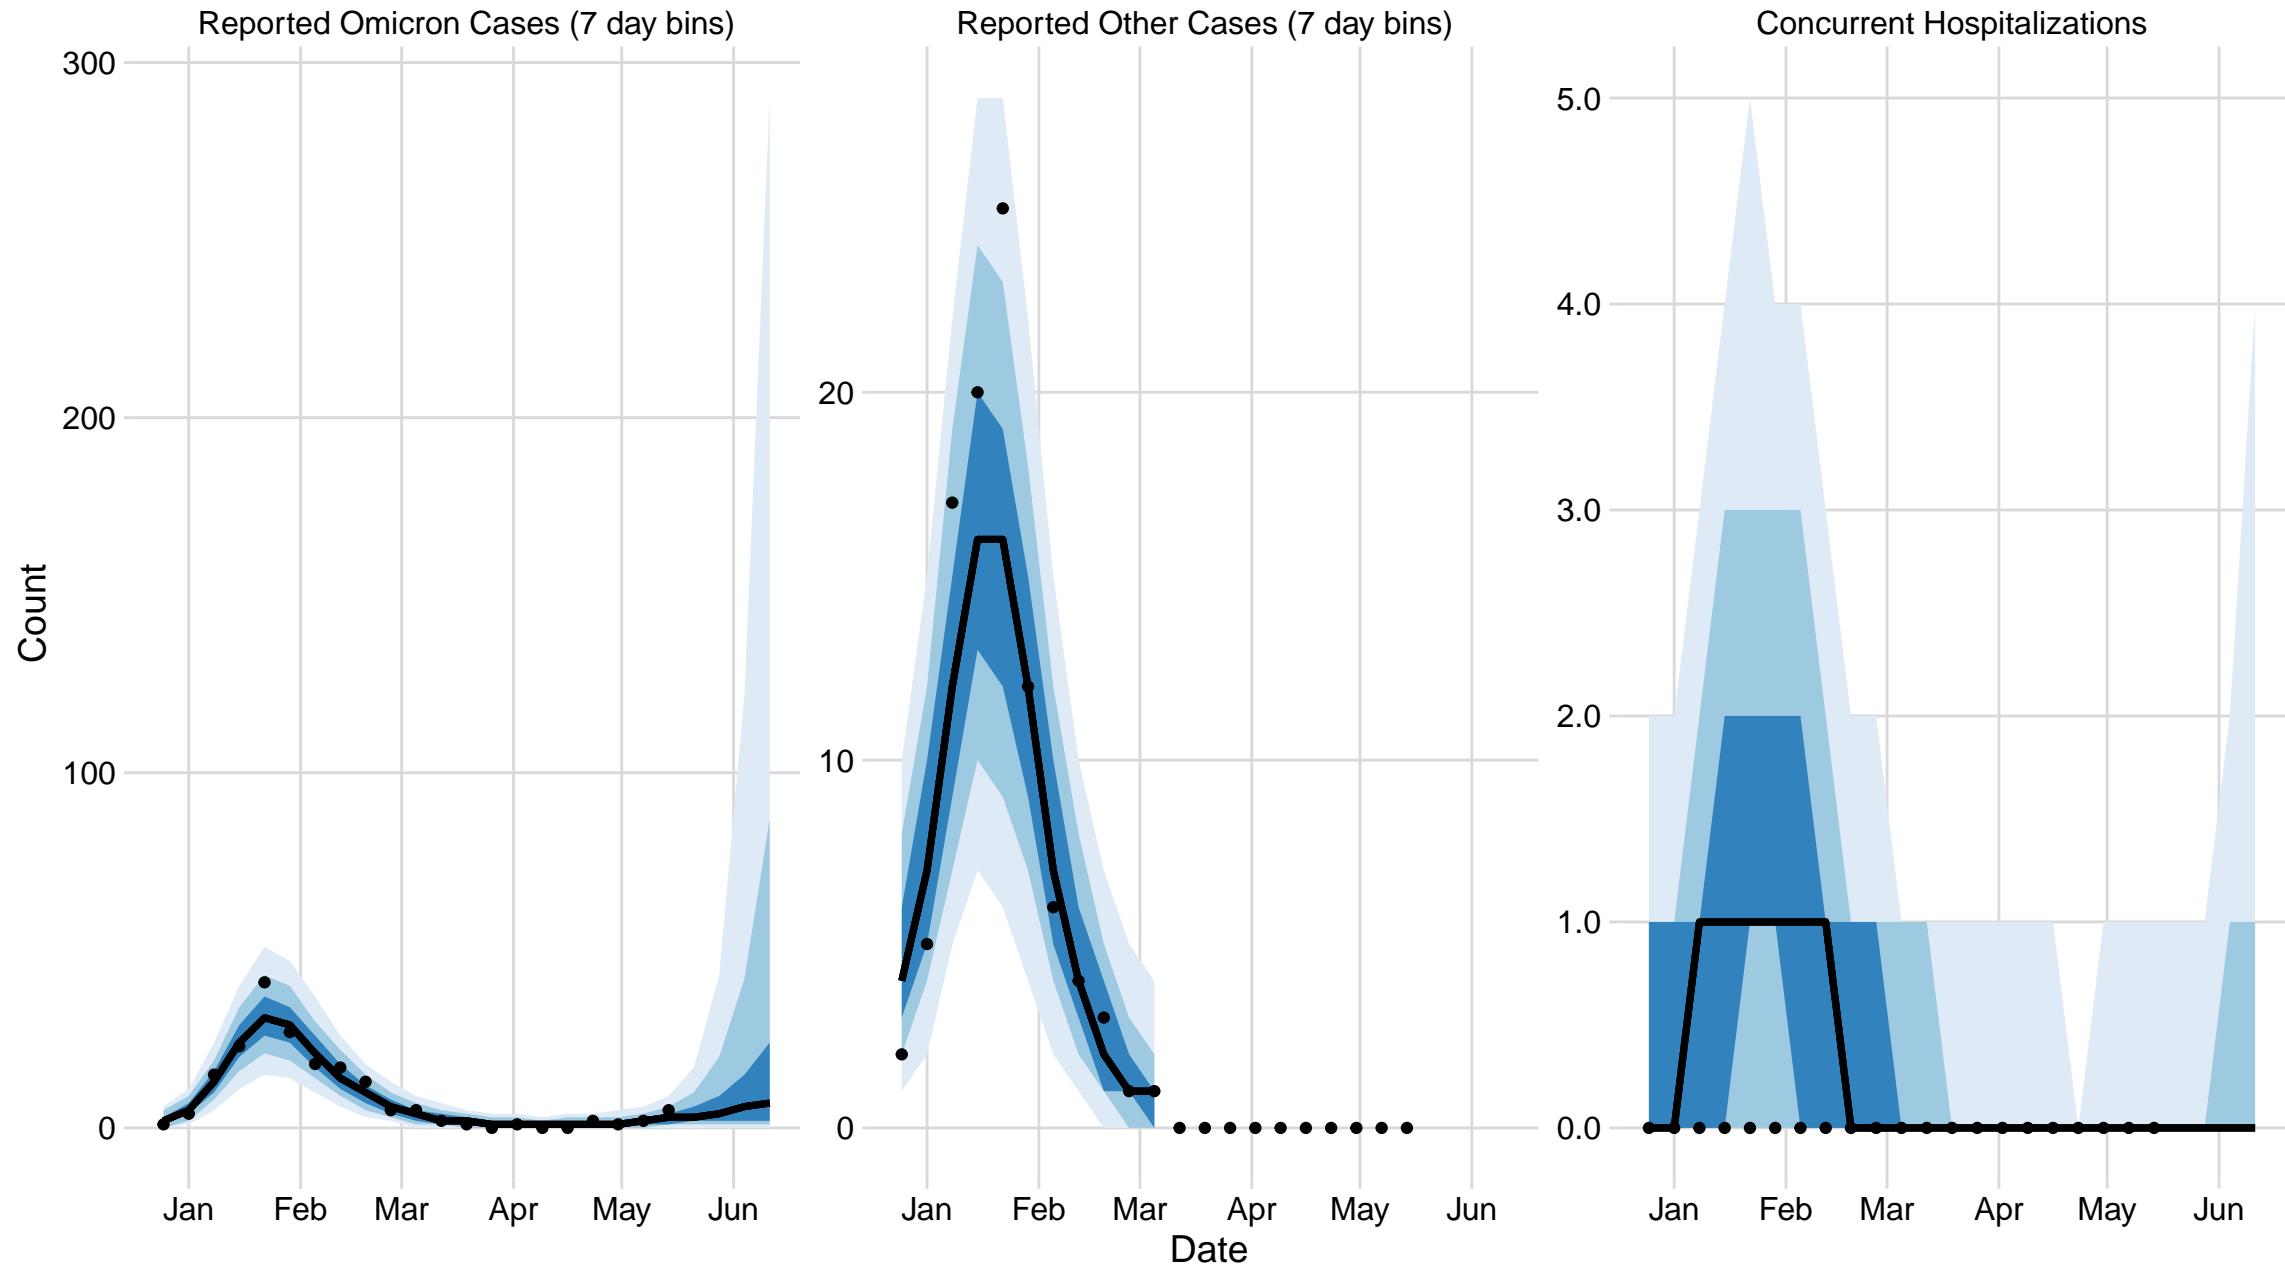 Reported Omicron Cases (7 day bins)
Reported Other Cases (7 day bins)
Concurrent Hospitalizations
Count
300
200
100
0
20
10
0
5.0
4.0
3.0
2.0
1.0
0.0
Jan Feb Mar Apr May Jun
Jan Feb Mar Apr May Jun
Jan Feb Mar Apr May Jun
Date